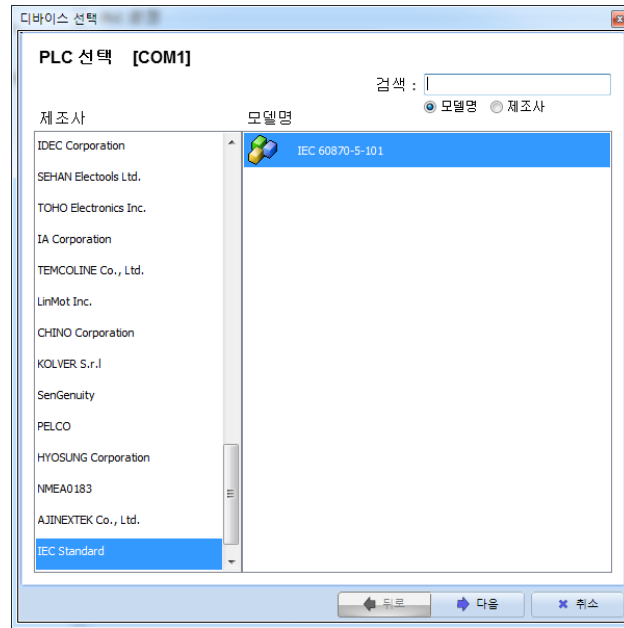 디바이스 선택
PLC 선택 [COM1]
검색 :
모델명 제조사
제조사
모델명
IDEC Corporation
SEHAN Electools Ltd.
TOHO Electronics Inc.
IA Corporation
TEMCOLINE Co., Ltd.
LinMot Inc.
CHINO Corporation
KOLVER S.r.l
SenGenuity
PELCO
HYOSUNG Corporation
NMEA0183
AJINEXTEK Co., Ltd.
IEC Standard
IEC 60870-5-101
뒤로
다음
취소